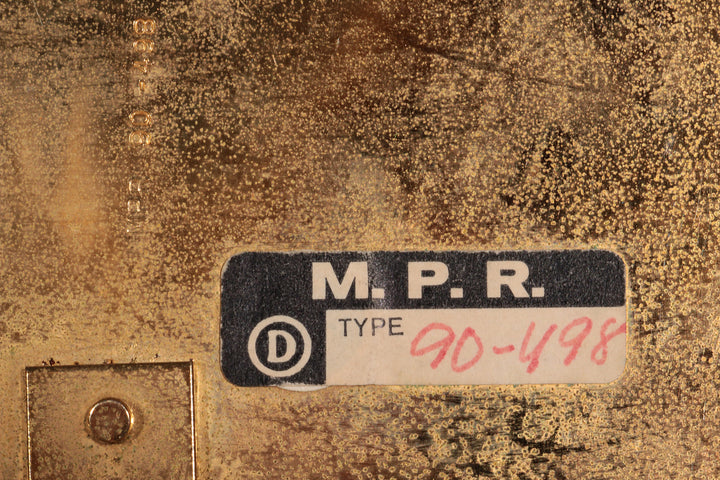 M. P. R.
D
TYPE 90-498